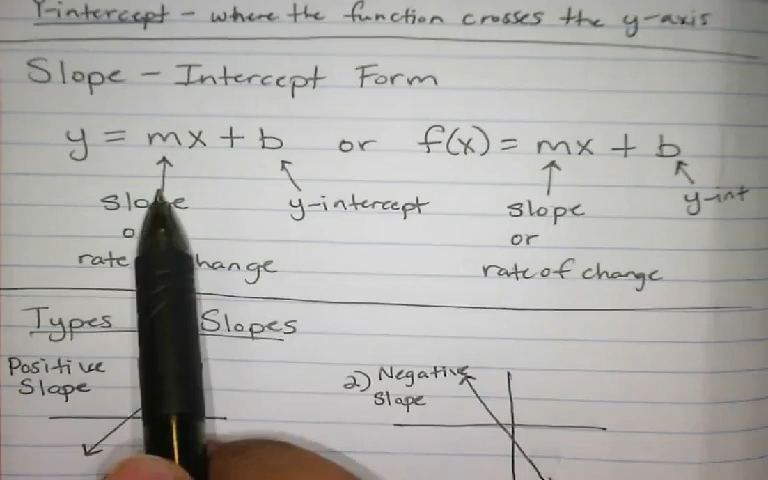 Y-intercept - where the function crosses the y-axis
Slope - Intercept Form
y = mx + b or f(x) = mx + b
slope y-intercept slope y-int
or
rate hange rate of change
Types Slopes
Positive
Slope
2) Negative
Slope